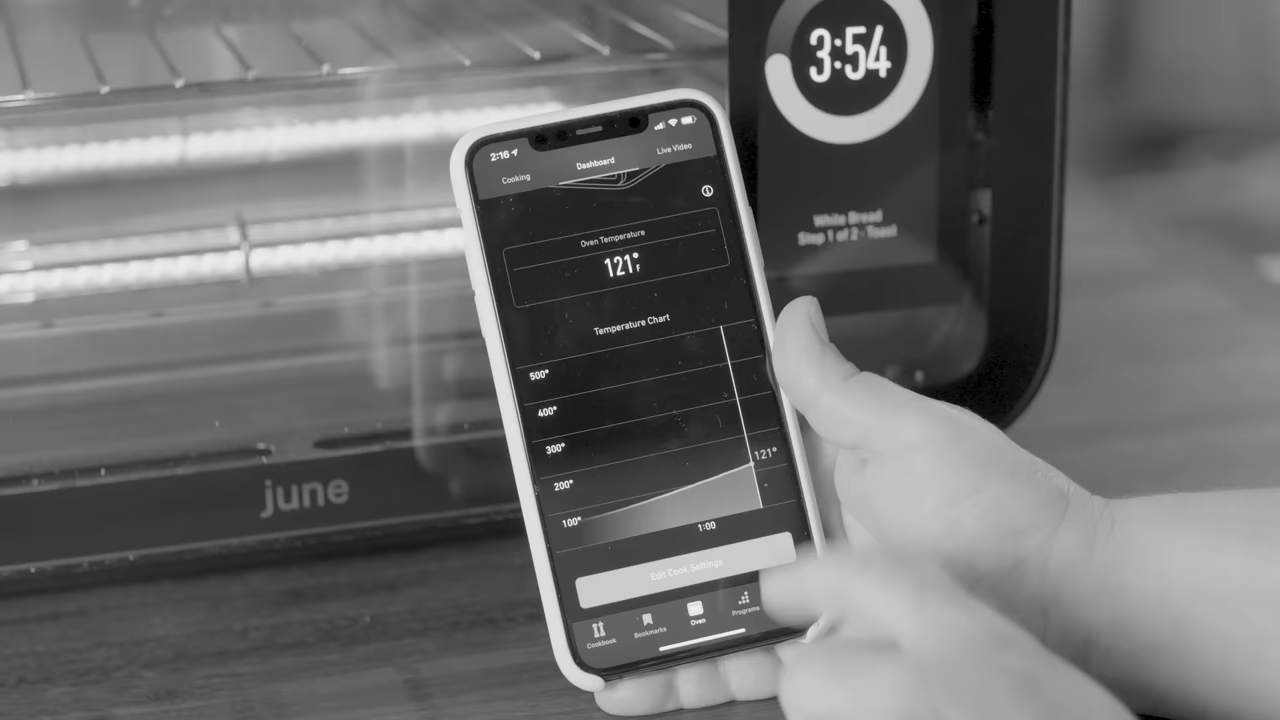 3:54
White Bread
Step 1 of 2 - Toast
june
2:16
Cooking
Dashboard
Live Video
Oven Temperature
121°F
Temperature Chart
500°
400°
300°
200°
100°
121°
1:00
Edit Cook Settings
Cookbook
Bookmarks
Oven
Programs